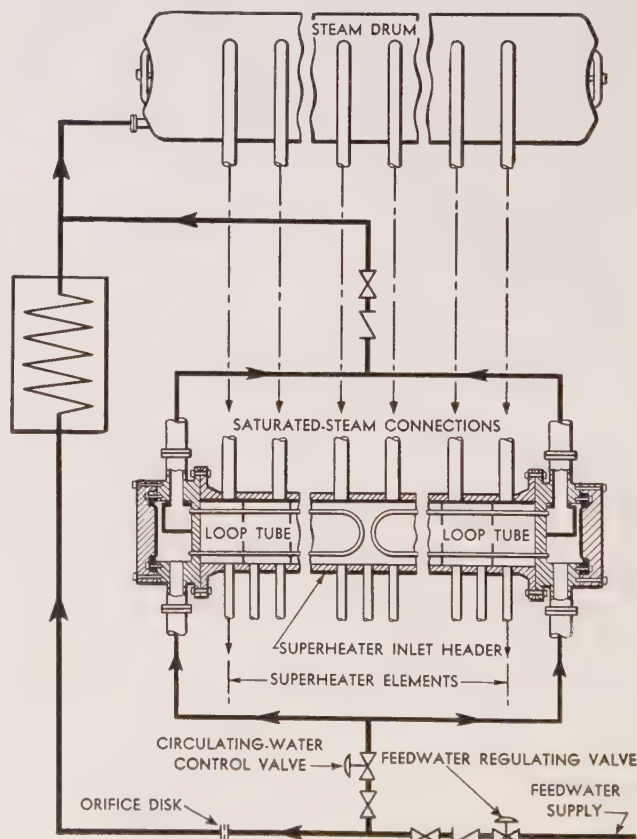 STEAM DRUM
SATURATED-STEAM CONNECTIONS
LOOP TUBE
LOOP TUBE
SUPERHEATER INLET HEADER
SUPERHEATER ELEMENTS
CIRCULATING-WATER
CONTROL VALVE
FEEDWATER REGULATING VALVE
FEEDWATER
SUPPLY
ORIFICE DISK